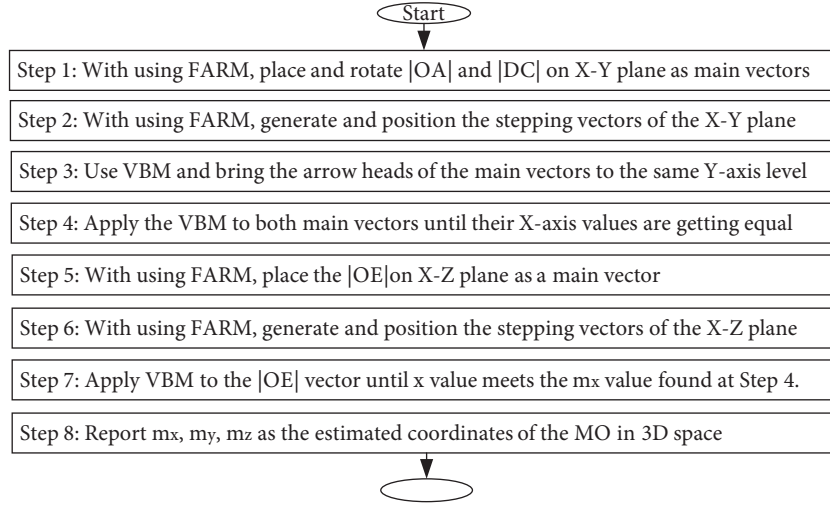 Start
Step 1: With using FARM, place and rotate |OA| and |DC| on X-Y plane as main vectors
Step 2: With using FARM, generate and position the stepping vectors of the X-Y plane
Step 3: Use VBM and bring the arrow heads of the main vectors to the same Y-axis level
Step 4: Apply the VBM to both main vectors until their X-axis values are getting equal
Step 5: With using FARM, place the |OE|on X-Z plane as a main vector
Step 6: With using FARM, generate and position the stepping vectors of the X-Z plane
Step 7: Apply VBM to the |OE| vector until x value meets the mx value found at Step 4.
Step 8: Report mx, my, mz as the estimated coordinates of the MO in 3D space